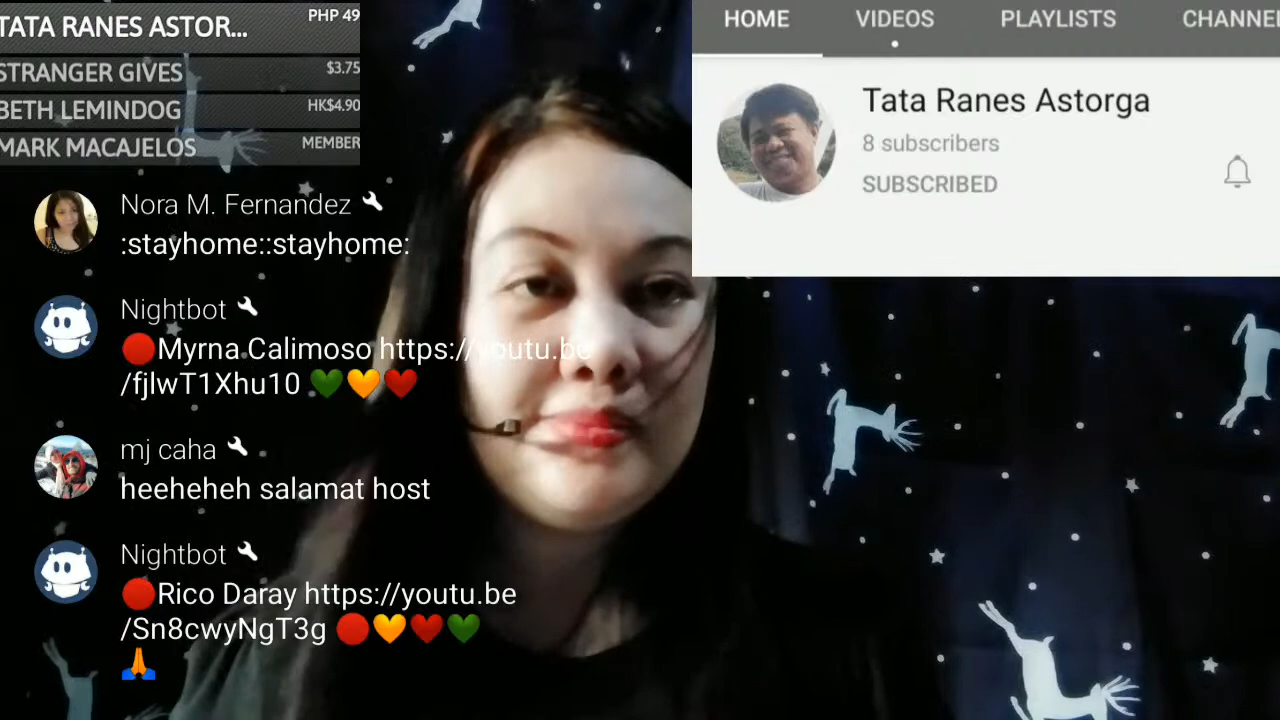 TATA RANES ASTOR... PHP 49
STRANGER GIVES $3.75
BETH LEMINDOG HK$4.90
MARK MACAJELOS MEMBER
Nora M. Fernandez
:stayhome::stayhome:
Nightbot
🔴Myrna.Calimoso https://youtu.be
/fjlwT1Xhu10 💚🧡❤️
mj caha
heeheheh salamat host
Nightbot
🔴Rico Daray https://youtu.be
/Sn8cwyNgT3g 🔴🧡❤️💚
🙏
HOME VIDEOS PLAYLISTS CHANNEL
Tata Ranes Astorga
8 subscribers
SUBSCRIBED